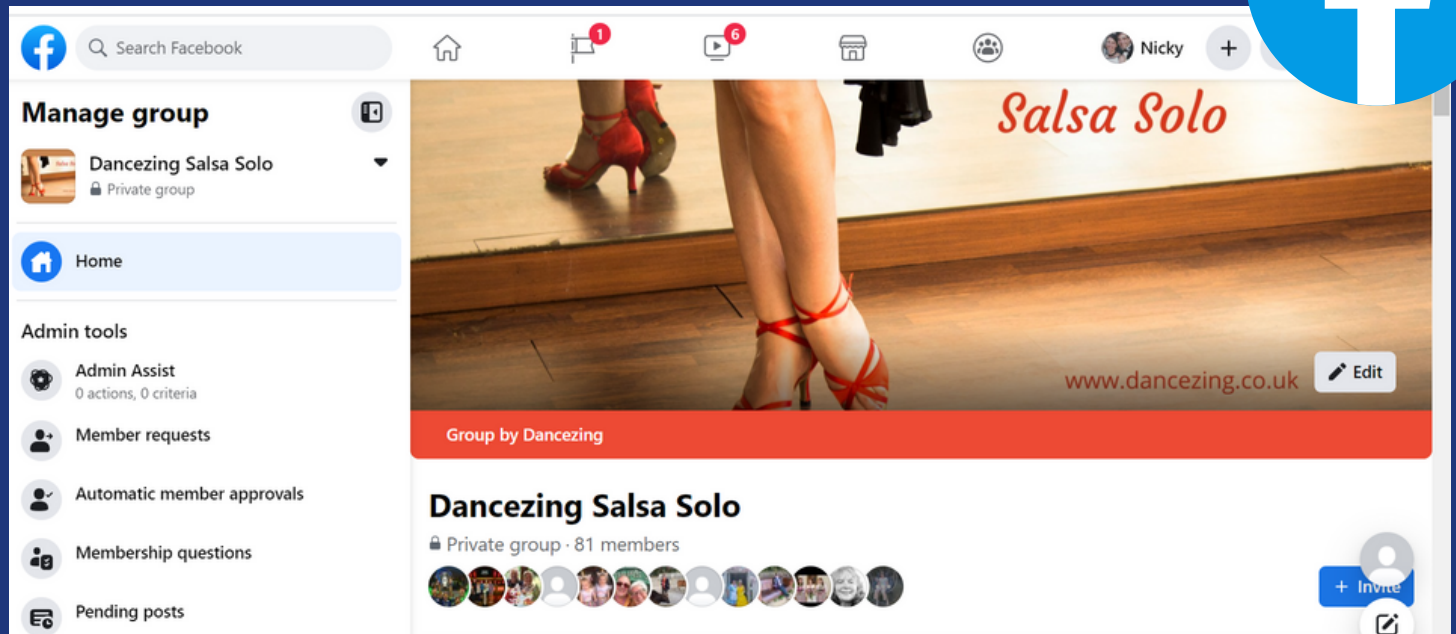 Search Facebook
1
6
Nicky
Manage group
Dancezing Salsa Solo
Private group
Home
Admin tools
Admin Assist
0 actions, 0 criteria
Member requests
Automatic member approvals
Membership questions
Pending posts
Salsa Solo
www.dancezing.co.uk
Edit
Group by Dancezing
Dancezing Salsa Solo
Private group · 81 members
+ Invite